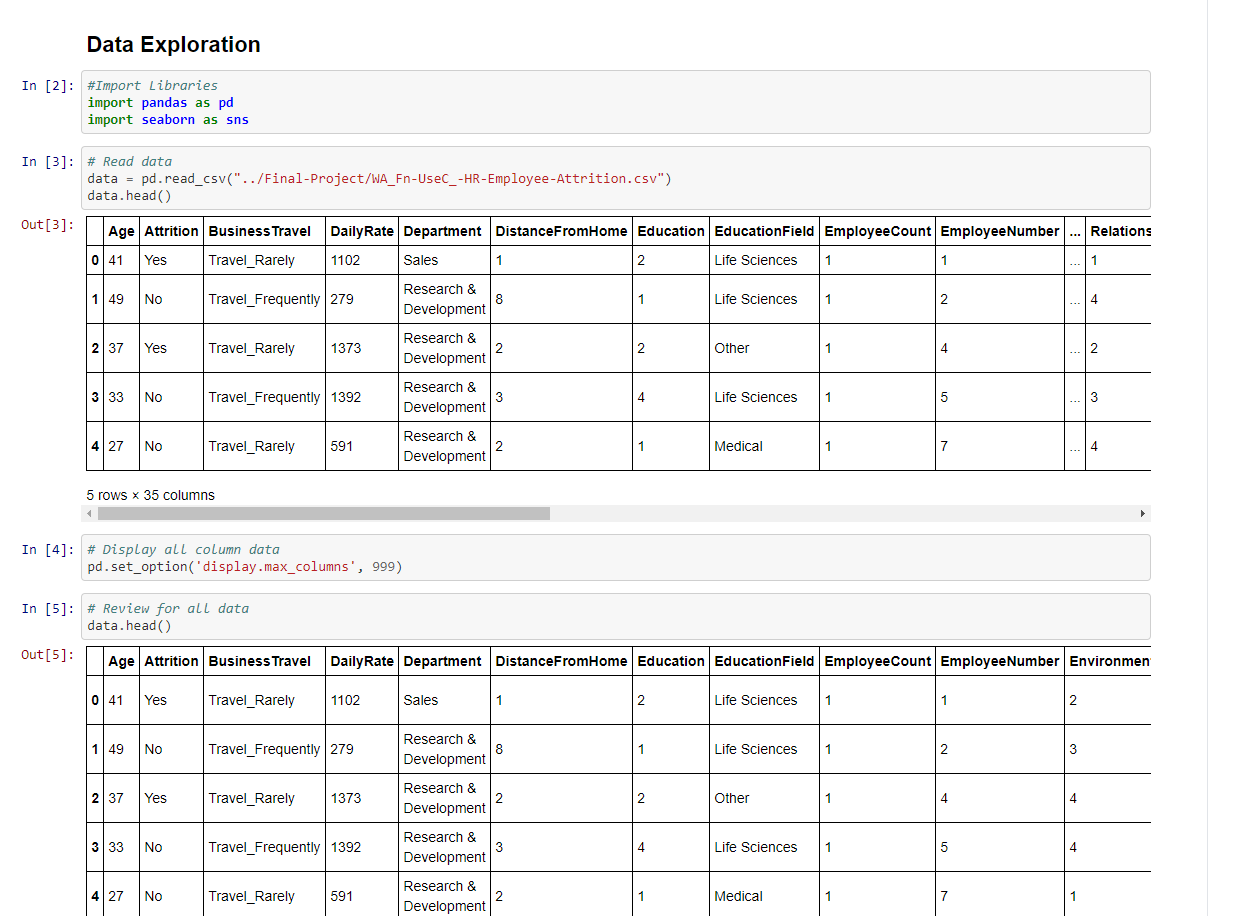 Data Exploration
In [2]: #Import Libraries
import pandas as pd
import seaborn as sns
In [3]: # Read data
data = pd.read_csv("../Final-Project/WA_Fn-UseC_-HR-Employee-Attrition.csv")
data.head()
Out[3]: Age Attrition BusinessTravel DailyRate Department DistanceFromHome Education EducationField EmployeeCount EmployeeNumber ... Relations
0 41 Yes Travel_Rarely 1102 Sales 1 2 Life Sciences 1 1 ... 1
1 49 No Travel_Frequently 279 Research & Development 8 1 Life Sciences 1 2 ... 4
2 37 Yes Travel_Rarely 1373 Research & Development 2 2 Other 1 4 ... 2
3 33 No Travel_Frequently 1392 Research & Development 3 4 Life Sciences 1 5 ... 3
4 27 No Travel_Rarely 591 Research & Development 2 1 Medical 1 7 ... 4
5 rows × 35 columns
In [4]: # Display all column data
pd.set_option('display.max_columns', 999)
In [5]: # Review for all data
data.head()
Out[5]: Age Attrition BusinessTravel DailyRate Department DistanceFromHome Education EducationField EmployeeCount EmployeeNumber Environmen
0 41 Yes Travel_Rarely 1102 Sales 1 2 Life Sciences 1 1 2
1 49 No Travel_Frequently 279 Research & Development 8 1 Life Sciences 1 2 3
2 37 Yes Travel_Rarely 1373 Research & Development 2 2 Other 1 4 4
3 33 No Travel_Frequently 1392 Research & Development 3 4 Life Sciences 1 5 4
4 27 No Travel_Rarely 591 Research & Development 2 1 Medical 1 7 1